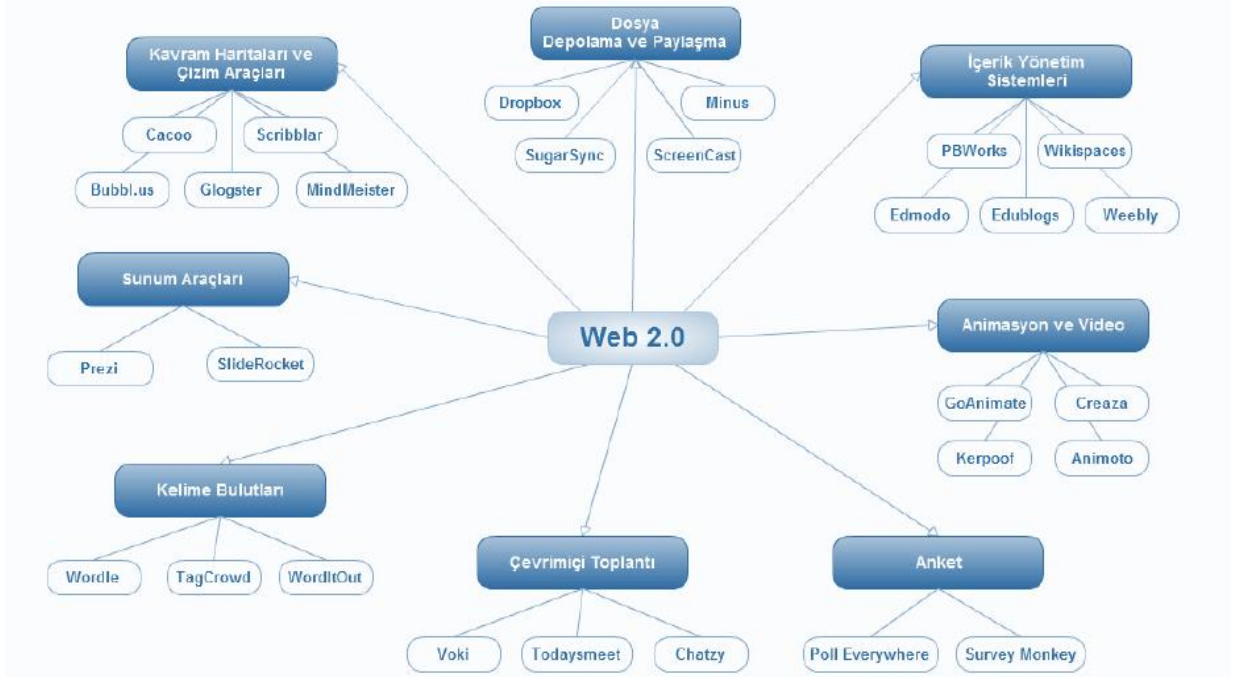 Dosya
Depolama ve Paylaşma
Kavram Haritaları ve
Çizim Araçları
İçerik Yönetim
Sistemleri
Dropbox
Minus
Cacoo
Scribblar
SugarSync
ScreenCast
PBWorks
Wikispaces
Bubbl.us
Glogster
MindMeister
Edmodo
Edublogs
Weebly
Sunum Araçları
Web 2.0
Animasyon ve Video
Prezi
SlideRocket
GoAnimate
Creaza
Kerpoof
Animoto
Kelime Bulutları
Wordle
TagCrowd
WordItOut
Çevrimiçi Toplantı
Anket
Voki
Todaysmeet
Chatzy
Poll Everywhere
Survey Monkey